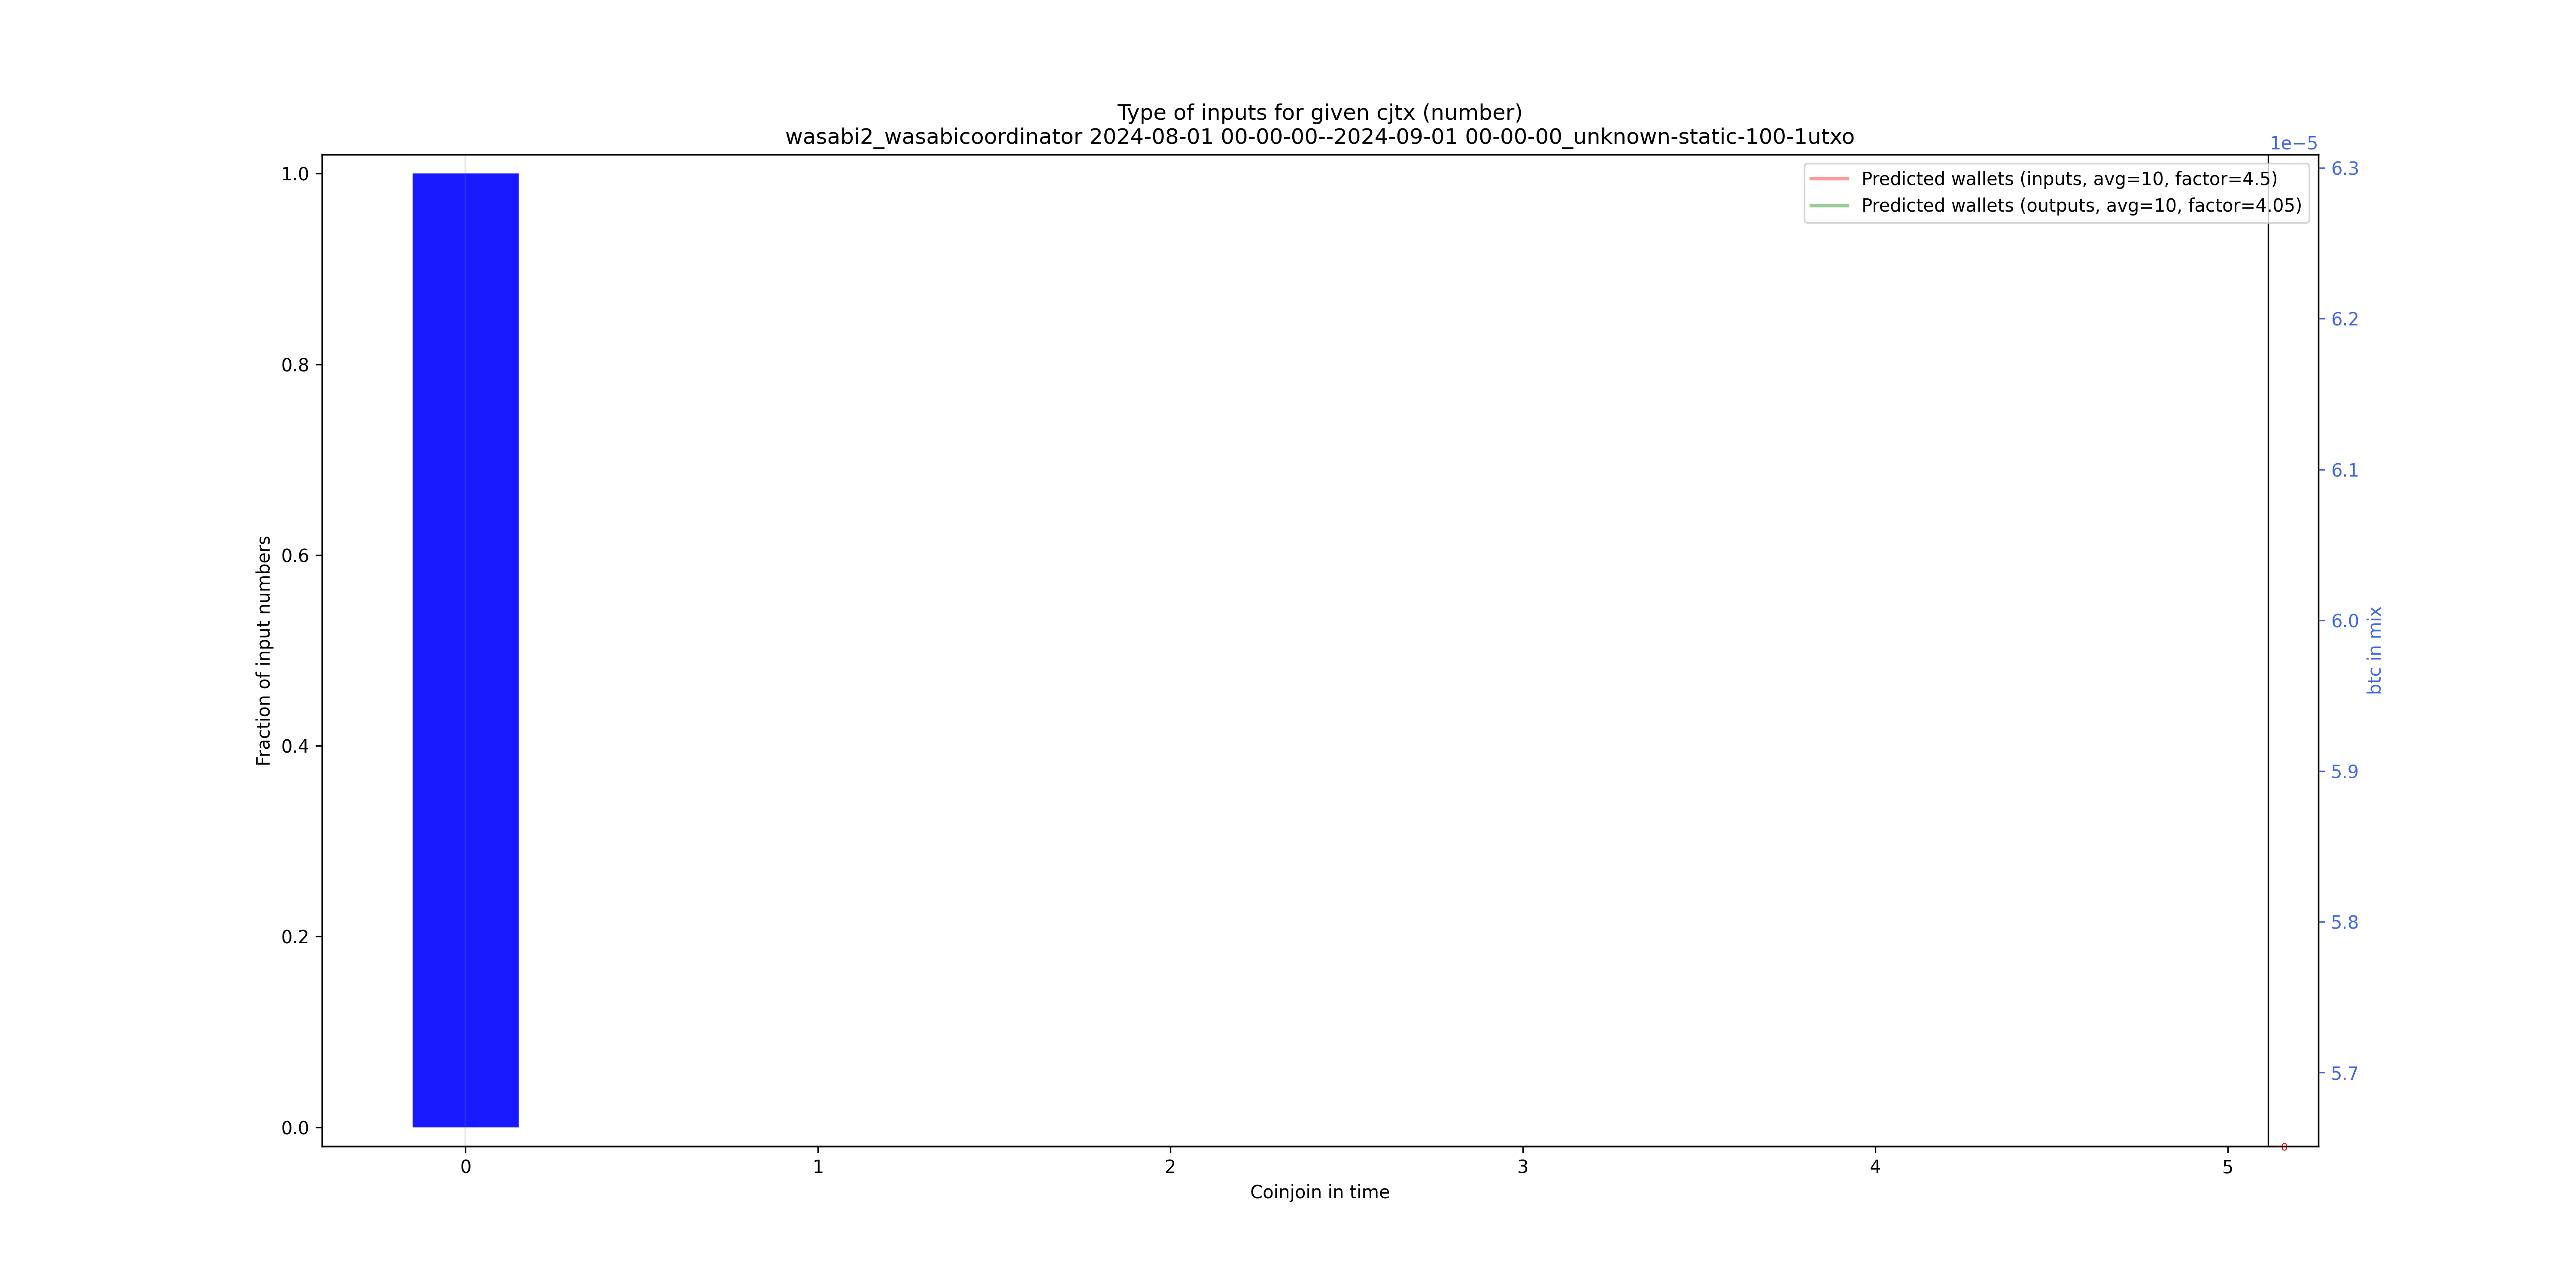 Type of inputs for given cjtx (number)
wasabi2_wasabicoordinator 2024-08-01 00-00-00--2024-09-01 00-00-00_unknown-static-100-1utxo
1e−5
Predicted wallets (inputs, avg=10, factor=4.5)
Predicted wallets (outputs, avg=10, factor=4.05)
Fraction of input numbers
1.0
0.8
0.6
0.4
0.2
0.0
6.3
6.2
6.1
6.0
5.9
5.8
5.7
btc in mix
0
0
1
2
3
4
5
Coinjoin in time